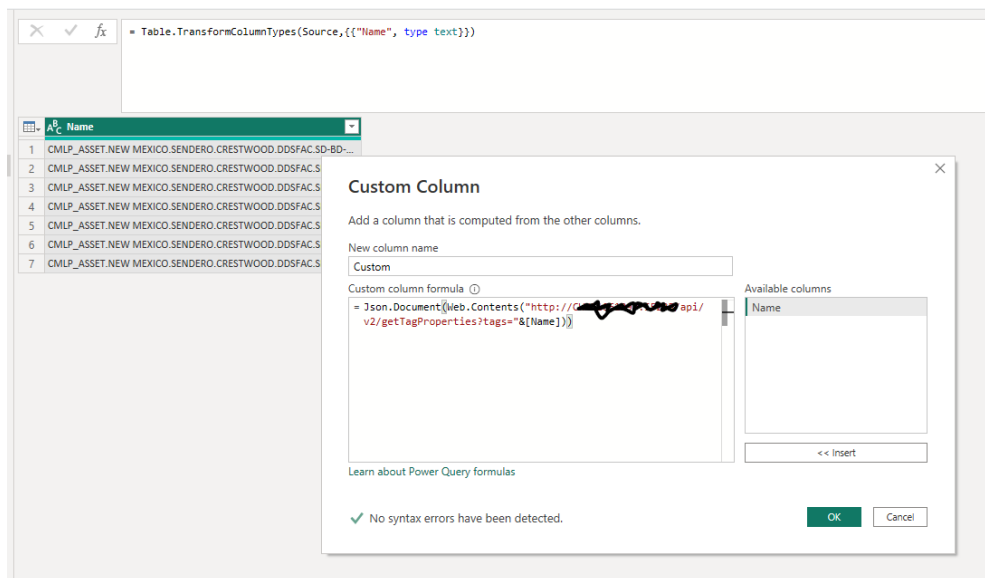 fx
= Table.TransformColumnTypes(Source,{{"Name", type text}})
ABC Name
1 CMLP_ASSET.NEW MEXICO.SENDERO.CRESTWOOD.DDSFAC.SD-BD-...
2 CMLP_ASSET.NEW MEXICO.SENDERO.CRESTWOOD.DDSFAC.S
3 CMLP_ASSET.NEW MEXICO.SENDERO.CRESTWOOD.DDSFAC.S
4 CMLP_ASSET.NEW MEXICO.SENDERO.CRESTWOOD.DDSFAC.S
5 CMLP_ASSET.NEW MEXICO.SENDERO.CRESTWOOD.DDSFAC.S
6 CMLP_ASSET.NEW MEXICO.SENDERO.CRESTWOOD.DDSFAC.S
7 CMLP_ASSET.NEW MEXICO.SENDERO.CRESTWOOD.DDSFAC.S
Custom Column
Add a column that is computed from the other columns.
New column name
Custom
Custom column formula
Available columns
= Json.Document(Web.Contents("http:// api/
v2/getTagProperties?tags="&[Name]))
Name
<< Insert
Learn about Power Query formulas
No syntax errors have been detected.
OK
Cancel